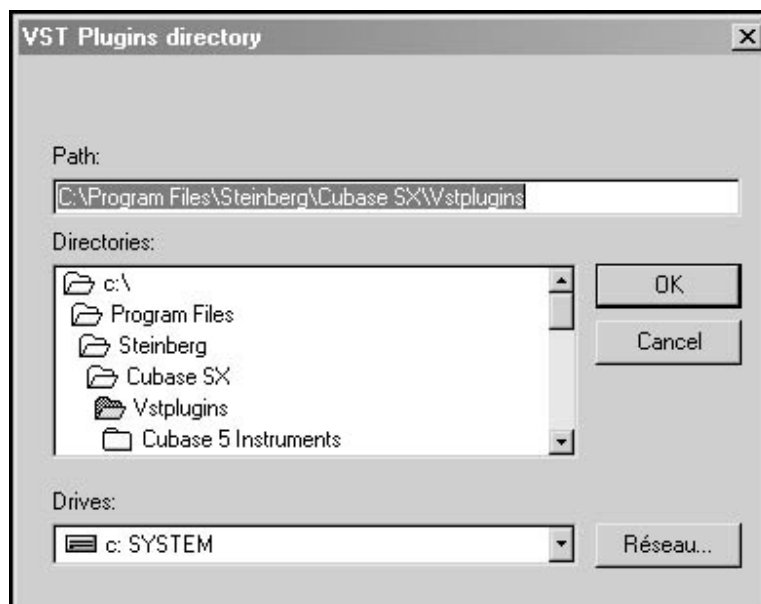 VST Plugins directory
Path:
C:\Program Files\Steinberg\Cubase SX\Vstplugins
Directories:
c:\
Program Files
Steinberg
Cubase SX
Vstplugins
Cubase 5 Instruments
OK
Cancel
Drives:
c: SYSTEM
Réseau...